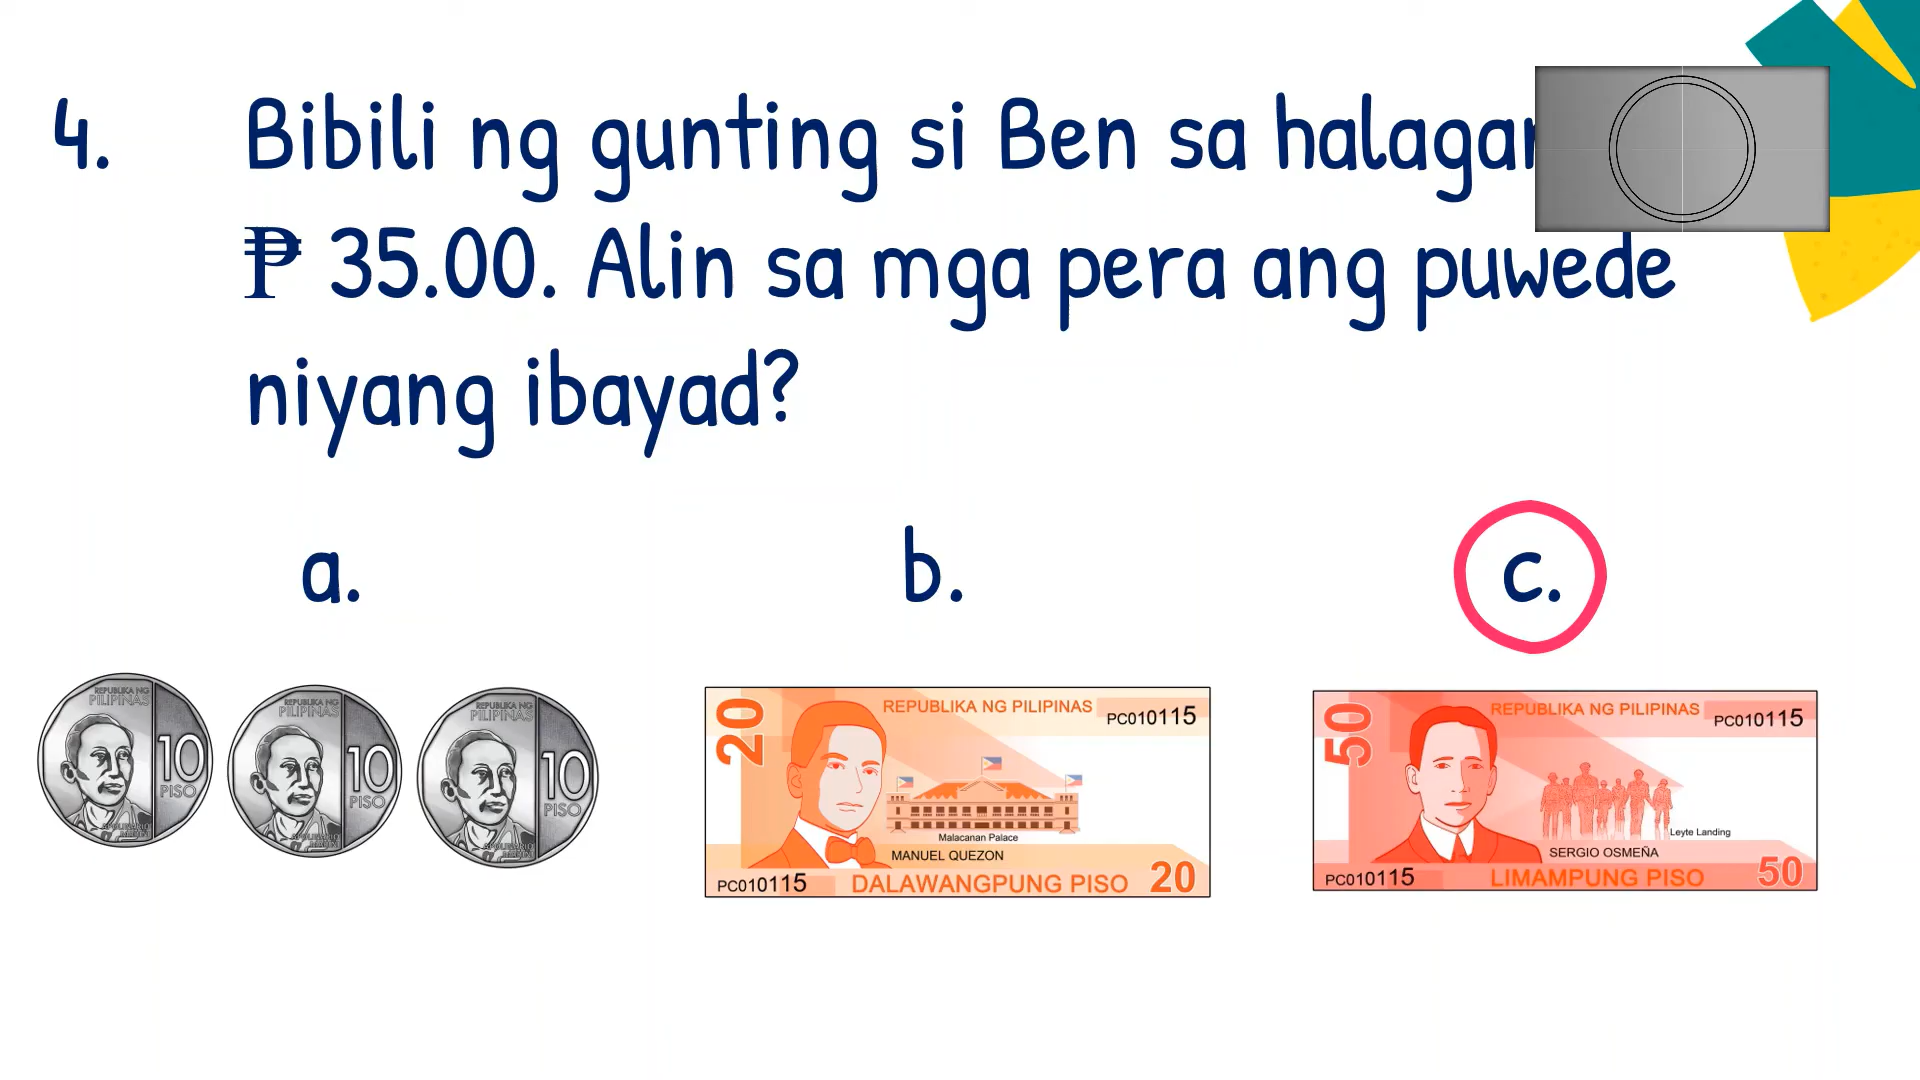 4. Bibili ng gunting si Ben sa
₱ 35.00. Alin sa mga pera ang puwede
niyang ibayad?
a.
b.
c.
REPUBLIKA NG
PILIPINAS
10
PISO
REPUBLIKA NG
PILIPINAS
10
PISO
REPUBLIKA NG
PILIPINAS
10
PISO
20
REPUBLIKA NG PILIPINAS
PC010115
Malacanan Palace
MANUEL QUEZON
PC010115
DALAWANGPUNG PISO
20
50
REPUBLIKA NG PILIPINAS
PC010115
Leyte Landing
SERGIO OSMEÑA
PC010115
LIMAMPUNG PISO
50